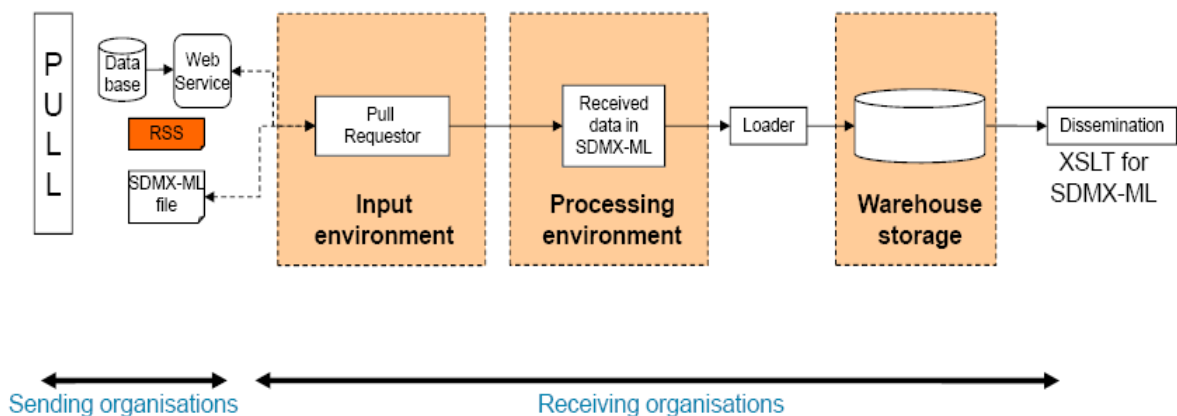 PULL
Data
base
Web
Service
RSS
SDMX-ML
file
Pull
Requestor
Input
environment
Received
data in
SDMX-ML
Processing
environment
Loader
Warehouse
storage
Dissemination
XSLT for
SDMX-ML
Sending organisations
Receiving organisations